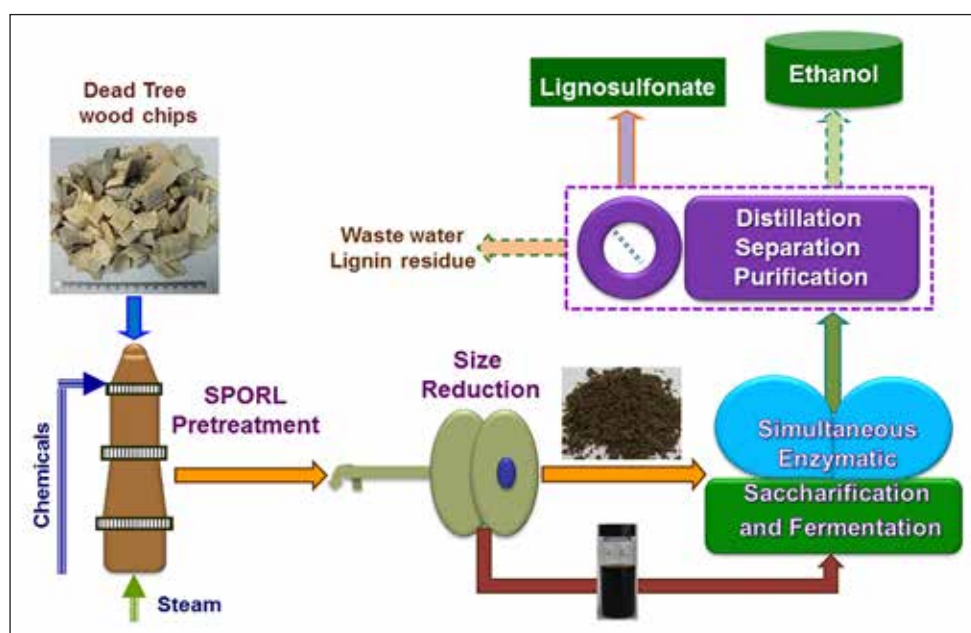 Dead Tree
wood chips
Lignosulfonate
Ethanol
Distillation
Separation
Purification
Waste water
Lignin residue
Chemicals
Steam
SPORL
Pretreatment
Size
Reduction
Simultaneous
Enzymatic
Saccharification
and Fermentation